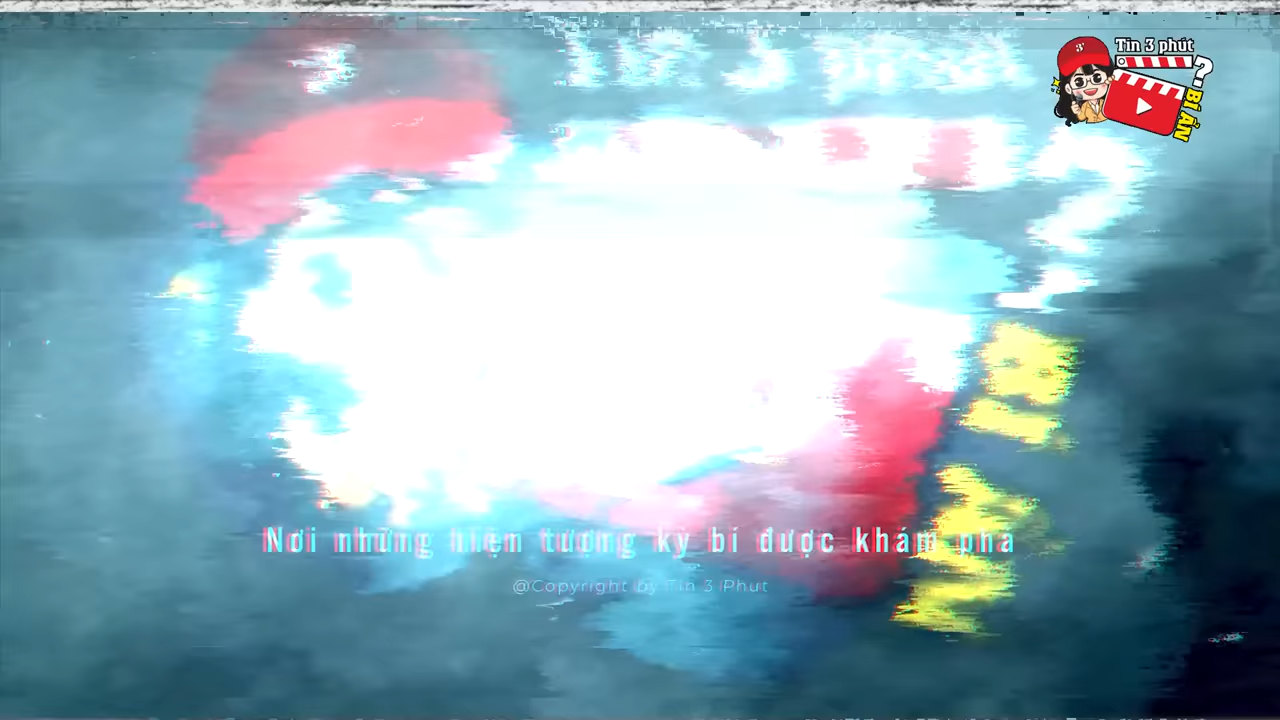 Tin 3 phút
?
BÍ ẨN
Nơi những hiện tượng kỳ bí được khám phá
@Copyright by Tin 3 Phut